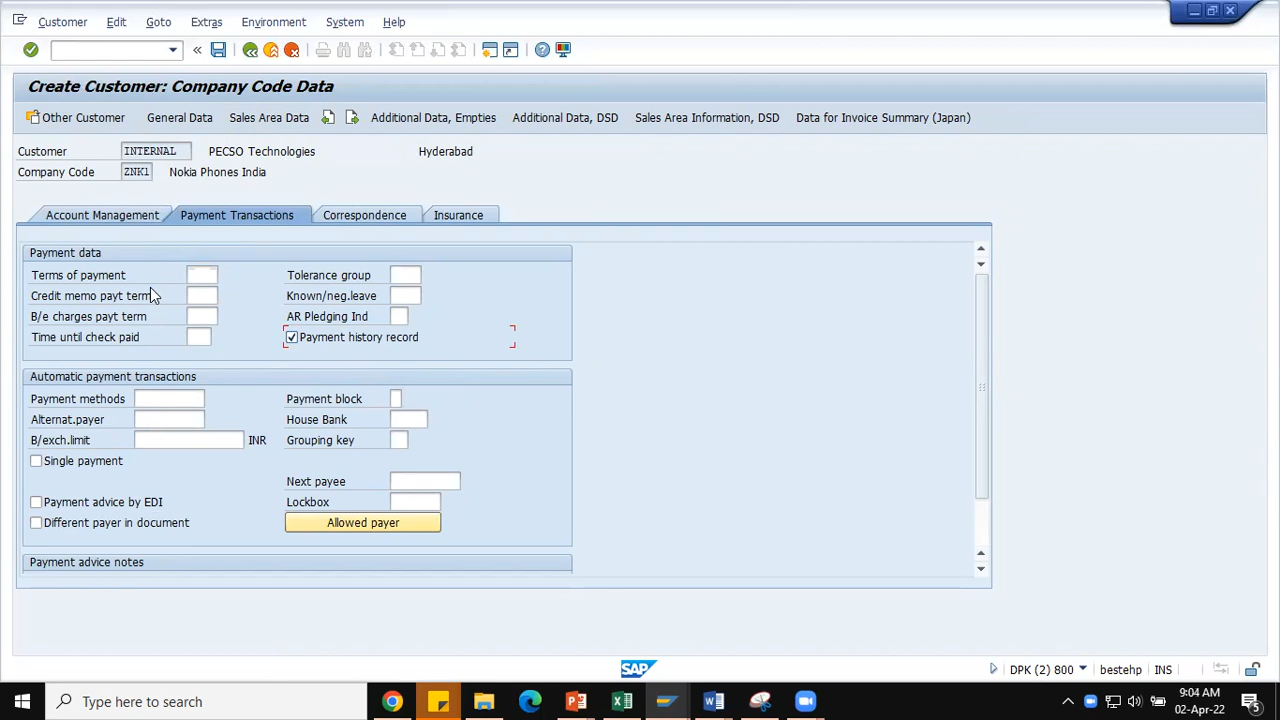 Customer Edit Goto Extras Environment System Help
Create Customer: Company Code Data
Other Customer General Data Sales Area Data Additional Data, Empties Additional Data, DSD Sales Area Information, DSD Data for Invoice Summary (Japan)
Customer INTERNAL PECSO Technologies Hyderabad
Company Code ZNK1 Nokia Phones India
Account Management Payment Transactions Correspondence Insurance
Payment data
Terms of payment Tolerance group
Credit memo payt term Known/neg.leave
B/e charges payt term AR Pledging Ind
Time until check paid Payment history record
Automatic payment transactions
Payment methods Payment block
Alternat.payer House Bank
B/exch.limit INR Grouping key
Single payment
Next payee
Payment advice by EDI Lockbox
Different payer in document Allowed payer
Payment advice notes
SAP DPK (2) 800 bestehp INS
Type here to search 9:04 AM
02-Apr-22 5